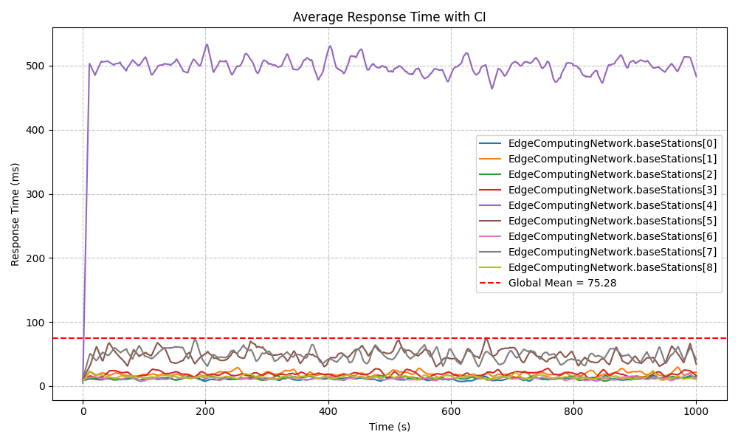 Average Response Time with CI
Response Time (ms)
500
400
300
200
100
0
EdgeComputingNetwork.baseStations[0]
EdgeComputingNetwork.baseStations[1]
EdgeComputingNetwork.baseStations[2]
EdgeComputingNetwork.baseStations[3]
EdgeComputingNetwork.baseStations[4]
EdgeComputingNetwork.baseStations[5]
EdgeComputingNetwork.baseStations[6]
EdgeComputingNetwork.baseStations[7]
EdgeComputingNetwork.baseStations[8]
Global Mean = 75.28
0 200 400 600 800 1000
Time (s)